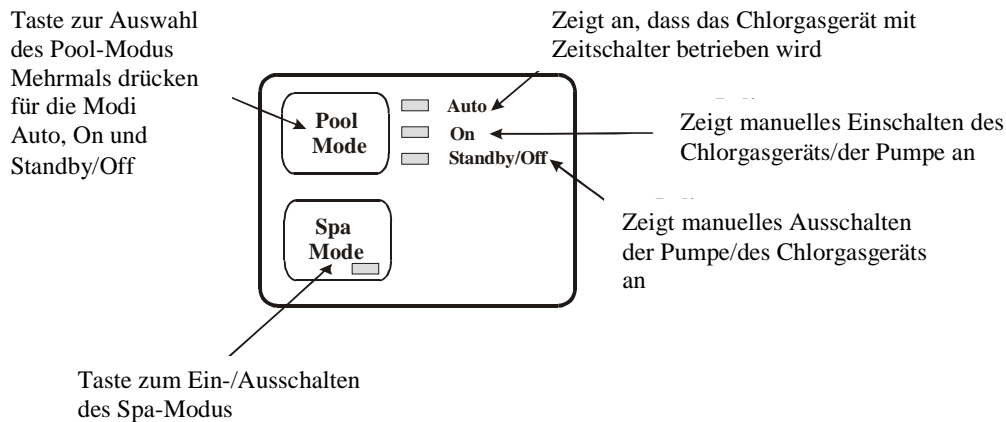 Taste zur Auswahl
des Pool-Modus
Mehrmals drücken
für die Modi
Auto, On und
Standby/Off
Zeigt an, dass das Chlorgasgerät mit
Zeitschalter betrieben wird
Pool
Mode
Auto
On
Standby/Off
Zeigt manuelles Einschalten des
Chlorgasgeräts/der Pumpe an
Zeigt manuelles Ausschalten
der Pumpe/des Chlorgasgeräts
an
Spa
Mode
Taste zum Ein-/Ausschalten
des Spa-Modus